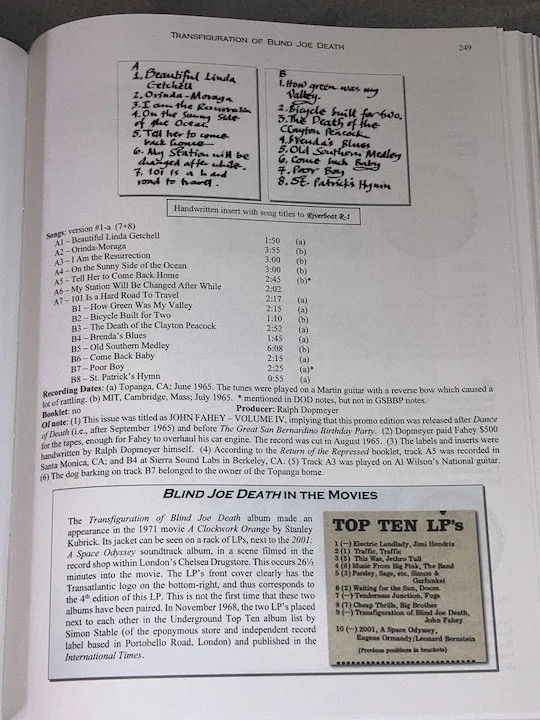 TRANSFIGURATION OF BLIND JOE DEATH
249
A
1. Beautiful Linda
Getchell
2. Orinda-Moraga
3. I am the Resurrection
4. On the Sunny Side
of the Ocean
5. Tell her to come
back home
6. My Station will be
changed after while.
7. 101 is a hard
road to travel.
B
1. How green was my
Valley.
2. Bicycle built for two.
3. The Death of the
Clayton Peacock
4. Brenda's Blues
5. Old Southern Medley
6. Come back Baby
7. Poor Boy
8. St. Patrick's Hymn
Handwritten insert with song titles to Riverboat R-1
Songs: version #1-a (7+8)
A1 – Beautiful Linda Getchell 1:50 (a)
A2 – Orinda-Moraga 3:55 (b)
A3 – I Am the Resurrection 3:00 (b)
A4 – On the Sunny Side of the Ocean 3:00 (b)
A5 – Tell Her to Come Back Home 2:45 (b)*
A6 – My Station Will Be Changed After While 2:02
A7 – 101 Is a Hard Road To Travel 2:17 (a)
B1 – How Green Was My Valley 2:15 (a)
B2 – Bicycle Built for Two 1:10 (b)
B3 – The Death of the Clayton Peacock 2:52 (a)
B4 – Brenda's Blues 1:45 (a)
B5 – Old Southern Medley 6:08 (b)
B6 – Come Back Baby 2:15 (a)
B7 – Poor Boy 2:25 (a)*
B8 – St. Patrick's Hymn 0:55 (a)
Recording Dates: (a) Topanga, CA; June 1965. The tunes were played on a Martin guitar with a reverse bow which caused a
lot of rattling. (b) MIT, Cambridge, Mass; July 1965. * mentioned in DOD notes, but not in GSBBP notes.
Booklet: no Producer: Ralph Dopmeyer
Of note: (1) This issue was titled as JOHN FAHEY – VOLUME IV, implying that this promo edition was released after Dance
of Death (i.e., after September 1965) and before The Great San Bernardino Birthday Party. (2) Dopmeyer paid Fahey $500
for the tapes, enough for Fahey to overhaul his car engine. The record was cut in August 1965. (3) The labels and inserts were
handwritten by Ralph Dopmeyer himself. (4) According to the Return of the Repressed booklet, track A5 was recorded in
Santa Monica, CA; and B4 at Sierra Sound Labs in Berkeley, CA. (5) Track A3 was played on Al Wilson's National guitar.
(6) The dog barking on track B7 belonged to the owner of the Topanga home.
BLIND JOE DEATH IN THE MOVIES
The Transfiguration of Blind Joe Death album made an
appearance in the 1971 movie A Clockwork Orange by Stanley
Kubrick. Its jacket can be seen on a rack of LPs, next to the 2001:
A Space Odyssey soundtrack album, in a scene filmed in the
record shop within London's Chelsea Drugstore. This occurs 26½
minutes into the movie. The LP's front cover clearly has the
Transatlantic logo on the bottom-right, and thus corresponds to
the 4th edition of this LP. This is not the first time that these two
albums have been paired. In November 1968, the two LP's placed
next to each other in the Underground Top Ten album list by
Simon Stable (of the eponymous store and independent record
label based in Portobello Road, London) and published in the
International Times.
TOP TEN LP's
1 (—) Electric Landlady, Jimi Hendrix
2 (1) Traffic, Traffic
3 (5) This Was, Jethro Tull
4 (8) Music From Big Pink, The Band
5 (3) Parsley, Sage, etc, Simon &
Garfunkel
6 (2) Waiting for the Sun, Doors.
7 (—) Tenderness Junction, Fugs
8 (7) Cheap Thrills, Big Brother
9 (—) Transfiguration of Blind Joe Death,
John Fahey
10 (—) 2001, A Space Odyssey,
Eugene Ormandy/Leonard Bernstein
(Previous positions in brackets)